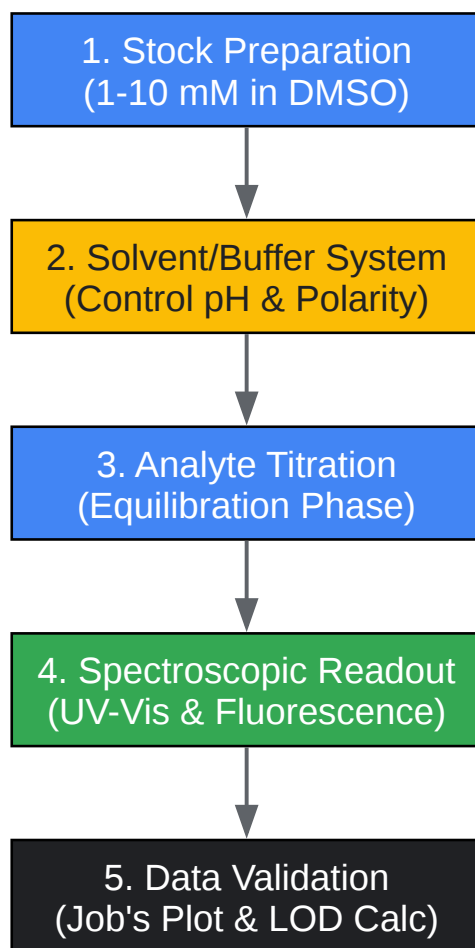 1. Stock Preparation
(1-10 mM in DMSO)
2. Solvent/Buffer System
(Control pH & Polarity)
3. Analyte Titration
(Equilibration Phase)
4. Spectroscopic Readout
(UV-Vis & Fluorescence)
5. Data Validation
(Job's Plot & LOD Calc)